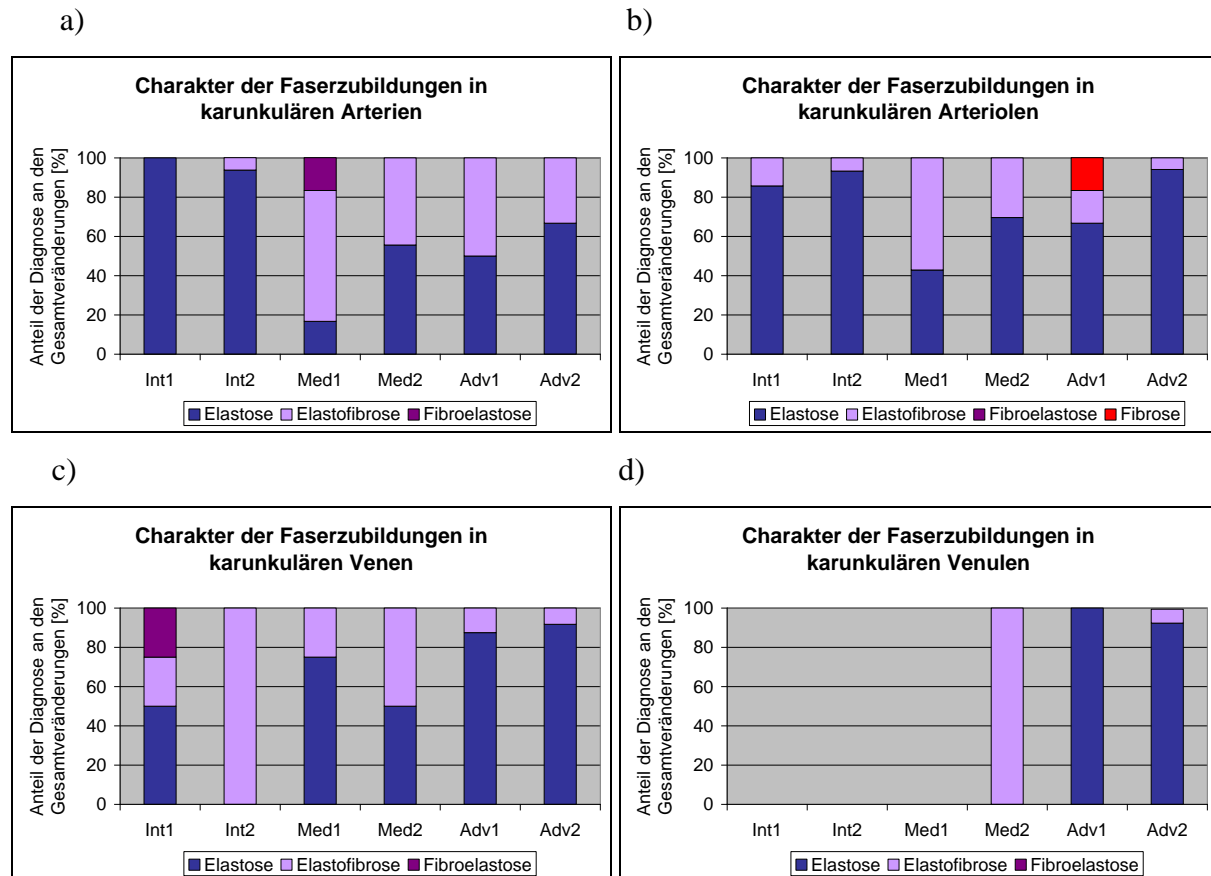 a)
Charakter der Faserzubildungen in
karunkulären Arterien
Anteil der Diagnose an den
Gesamtveränderungen [%]
100
80
60
40
20
0
Int1 Int2 Med1 Med2 Adv1 Adv2
Elastose Elastofibrose Fibroelastose
b)
Charakter der Faserzubildungen in
karunkulären Arteriolen
Anteil der Diagnose an den
Gesamtveränderungen [%]
100
80
60
40
20
0
Int1 Int2 Med1 Med2 Adv1 Adv2
Elastose Elastofibrose Fibroelastose Fibrose
c)
Charakter der Faserzubildungen in
karunkulären Venen
Anteil der Diagnose an den
Gesamtveränderungen [%]
100
80
60
40
20
0
Int1 Int2 Med1 Med2 Adv1 Adv2
Elastose Elastofibrose Fibroelastose
d)
Charakter der Faserzubildungen in
karunkulären Venulen
Anteil der Diagnose an den
Gesamtveränderungen [%]
100
80
60
40
20
0
Int1 Int2 Med1 Med2 Adv1 Adv2
Elastose Elastofibrose Fibroelastose